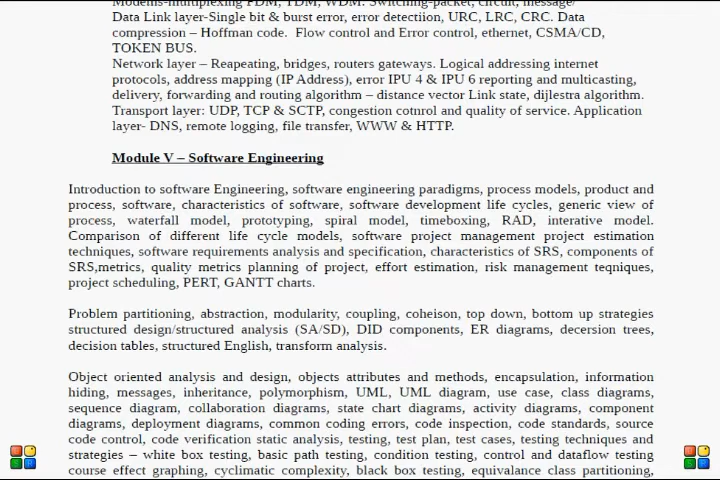 Modems-multiplexing FDM, TDM, WDM. Switching-packet, circuit, message/
Data Link layer-Single bit & burst error, error detectiin, URC, LRC, CRC. Data
compression – Hoffman code. Flow control and Error control, ethernet, CSMA/CD,
TOKEN BUS.
Network layer – Reapeating, bridges, routers gateways. Logical addressing internet
protocols, address mapping (IP Address), error IPU 4 & IPU 6 reporting and multicasting,
delivery, forwarding and routing algorithm – distance vector Link state, dijlestra algorithm.
Transport layer: UDP, TCP & SCTP, congestion cotnrol and quality of service. Application
layer- DNS, remote logging, file transfer, WWW & HTTP.
Module V – Software Engineering
Introduction to software Engineering, software engineering paradigms, process models, product and
process, software, characteristics of software, software development life cycles, generic view of
process, waterfall model, prototyping, spiral model, timeboxing, RAD, interative model.
Comparison of different life cycle models, software project management project estimation
techniques, software requirements analysis and specification, characteristics of SRS, components of
SRS,metrics, quality metrics planning of project, effort estimation, risk management teqniques,
project scheduling, PERT, GANTT charts.
Problem partitioning, abstraction, modularity, coupling, coheison, top down, bottom up strategies
structured design/structured analysis (SA/SD), DID components, ER diagrams, decersion trees,
decision tables, structured English, transform analysis.
Object oriented analysis and design, objects attributes and methods, encapsulation, information
hiding, messages, inheritance, polymorphism, UML, UML diagram, use case, class diagrams,
sequence diagram, collaboration diagrams, state chart diagrams, activity diagrams, component
diagrams, deployment diagrams, common coding errors, code inspection, code standards, source
code control, code verification static analysis, testing, test plan, test cases, testing techniques and
strategies – white box testing, basic path testing, condition testing, control and dataflow testing
course effect graphing, cyclimatic complexity, black box testing, equivalance class partitioning,